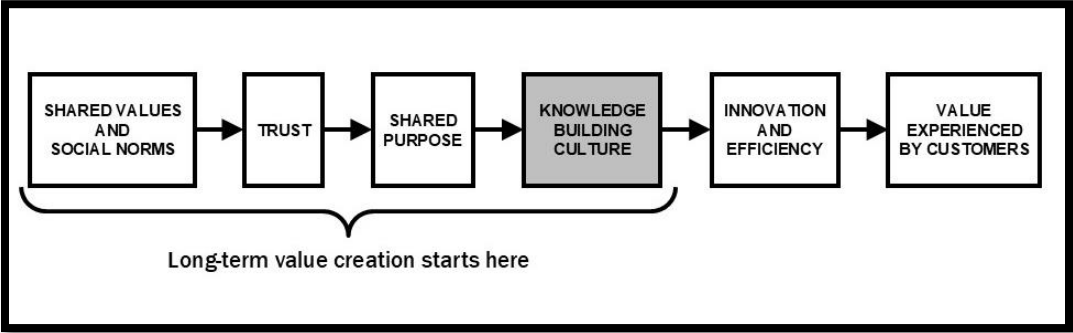 SHARED VALUES
AND
SOCIAL NORMS
TRUST
SHARED
PURPOSE
KNOWLEDGE
BUILDING
CULTURE
INNOVATION
AND
EFFICIENCY
VALUE
EXPERIENCED
BY CUSTOMERS
Long-term value creation starts here